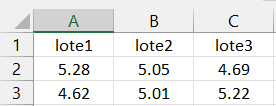 A B C
1 lote1 lote2 lote3
2 5.28 5.05 4.69
3 4.62 5.01 5.22